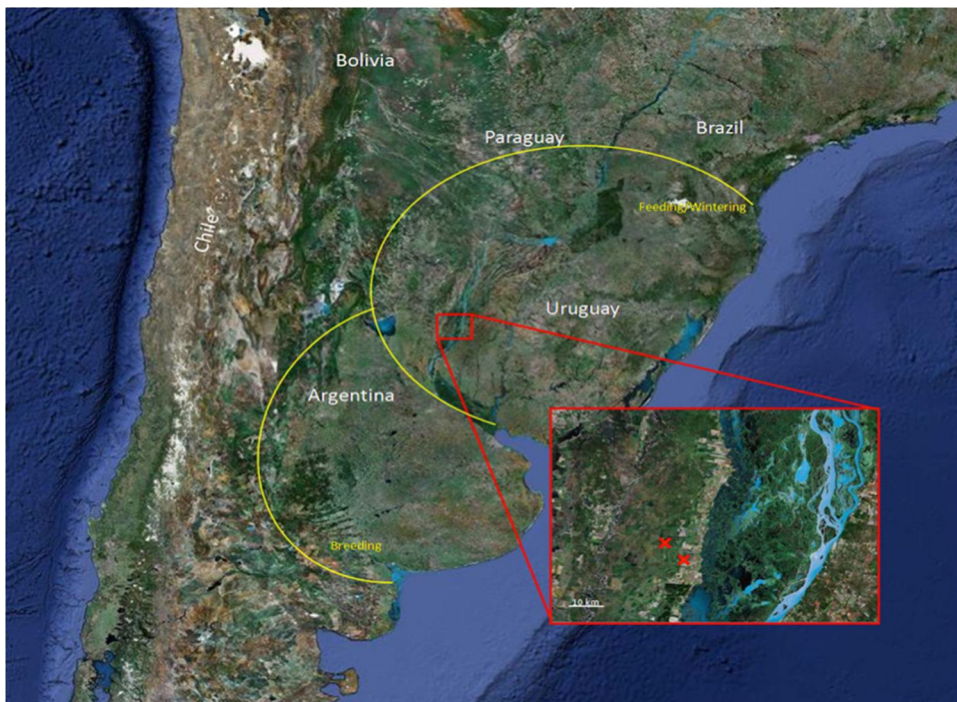 Bolivia
Paraguay
Brazil
Feeding/Wintering
Chile
Uruguay
Argentina
Breeding
10 km